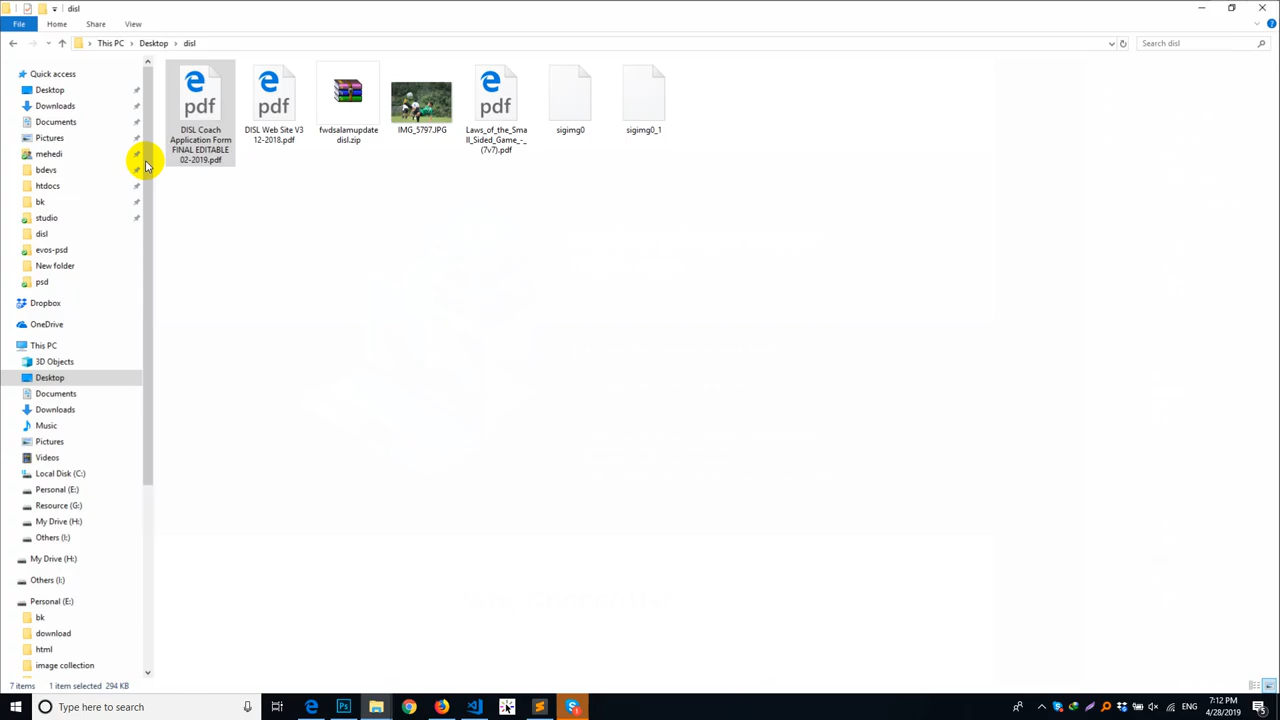 disl
File
Home
Share
View
This PC
Desktop
disl
Search disl
Quick access
Desktop
Downloads
Documents
Pictures
mehedi
bdevs
htdocs
bk
studio
disl
evos-psd
New folder
psd
Dropbox
OneDrive
This PC
3D Objects
Desktop
Documents
Downloads
Music
Pictures
Videos
Local Disk (C:)
Personal (E:)
Resource (G:)
My Drive (H:)
Others (I:)
My Drive (H:)
Others (I:)
Personal (E:)
bk
download
html
image collection
pdf
DISL Coach
Application Form
FINAL EDITABLE
02-2019.pdf
pdf
DISL Web Site V3
12-2018.pdf
fwdsalamupdate
disl.zip
IMG_5797.JPG
pdf
Laws_of_the_Sma
ll_Sided_Game_-_
(7v7).pdf
sigimg0
sigimg0_1
7 items
1 item selected 294 KB
Type here to search
Ps
ENG
7:12 PM
4/28/2019